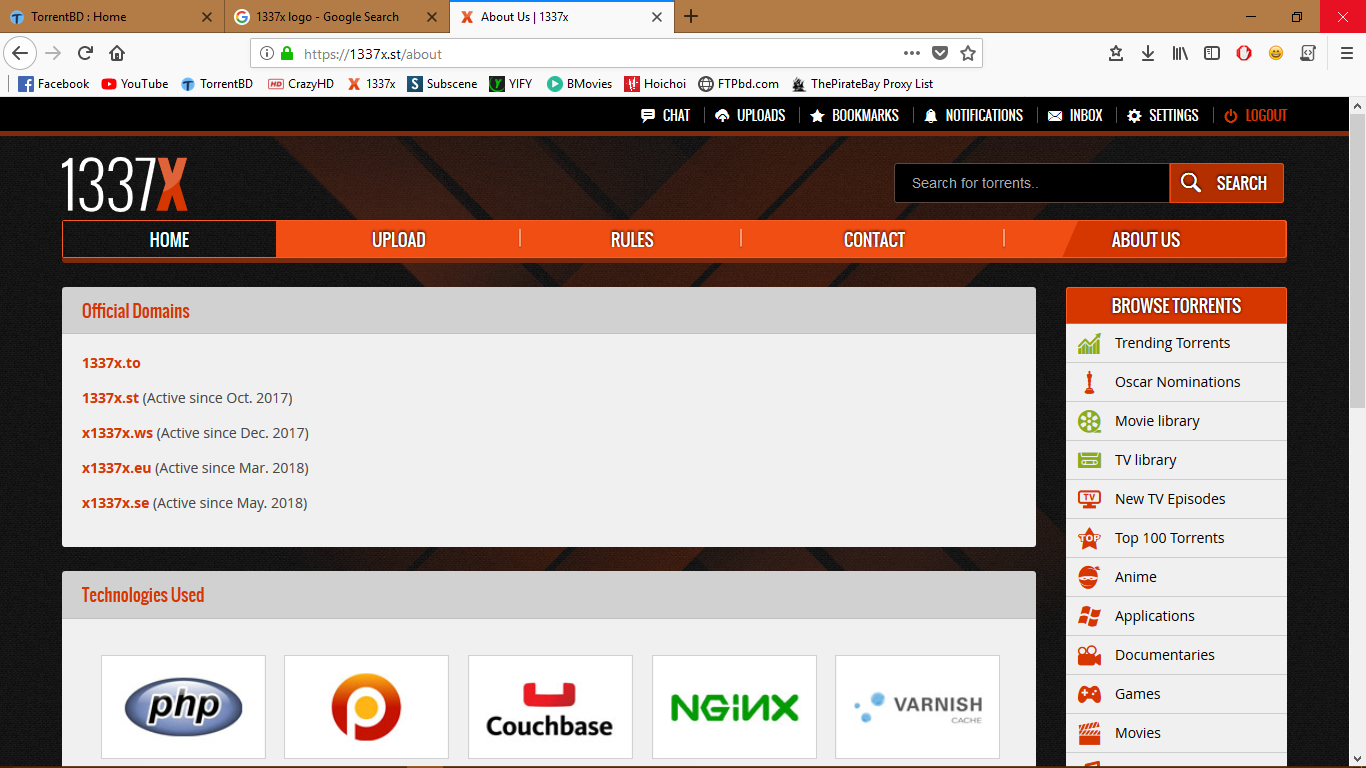 TorrentBD : Home
1337x logo - Google Search
About Us | 1337x
https://1337x.st/about
Facebook
YouTube
TorrentBD
CrazyHD
1337x
Subscene
YIFY
BMovies
Hoichoi
FTPbd.com
ThePirateBay Proxy List
CHAT
UPLOADS
BOOKMARKS
NOTIFICATIONS
INBOX
SETTINGS
LOGOUT
1337X
Search for torrents..
SEARCH
HOME
UPLOAD
RULES
CONTACT
ABOUT US
Official Domains
1337x.to
1337x.st (Active since Oct. 2017)
x1337x.ws (Active since Dec. 2017)
x1337x.eu (Active since Mar. 2018)
x1337x.se (Active since May. 2018)
Technologies Used
php
Couchbase
NGINX
VARNISH
CACHE
BROWSE TORRENTS
Trending Torrents
Oscar Nominations
Movie library
TV library
TV
New TV Episodes
TOP
Top 100 Torrents
Anime
Applications
Documentaries
Games
Movies